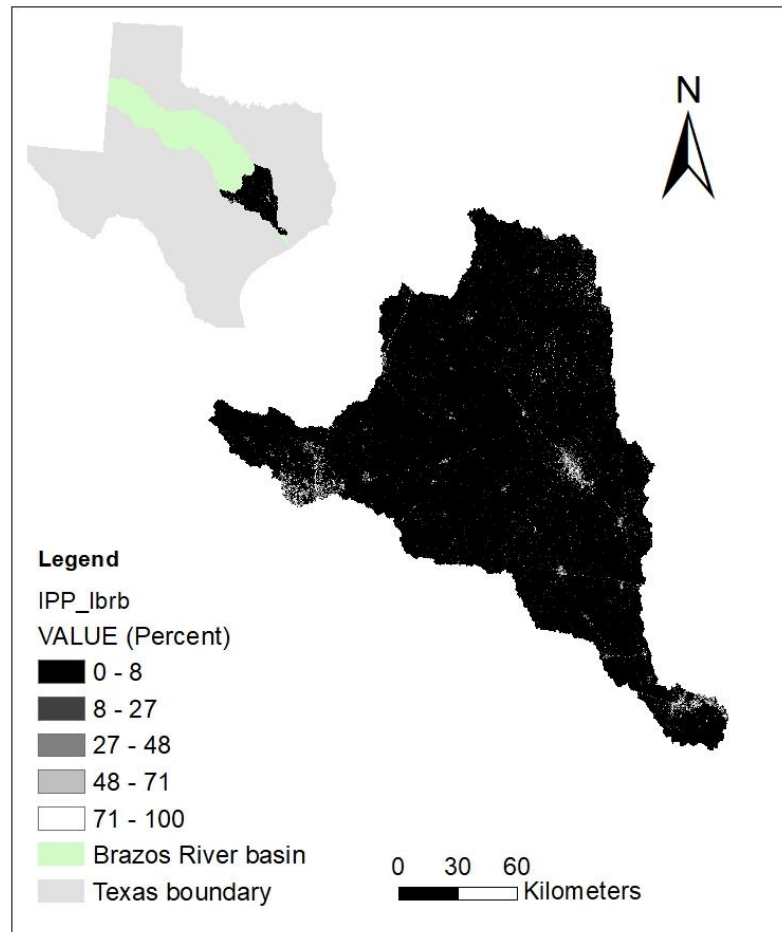 N
Legend
IPP_lbrb
VALUE (Percent)
0 - 8
8 - 27
27 - 48
48 - 71
71 - 100
Brazos River basin
Texas boundary
0 30 60
Kilometers